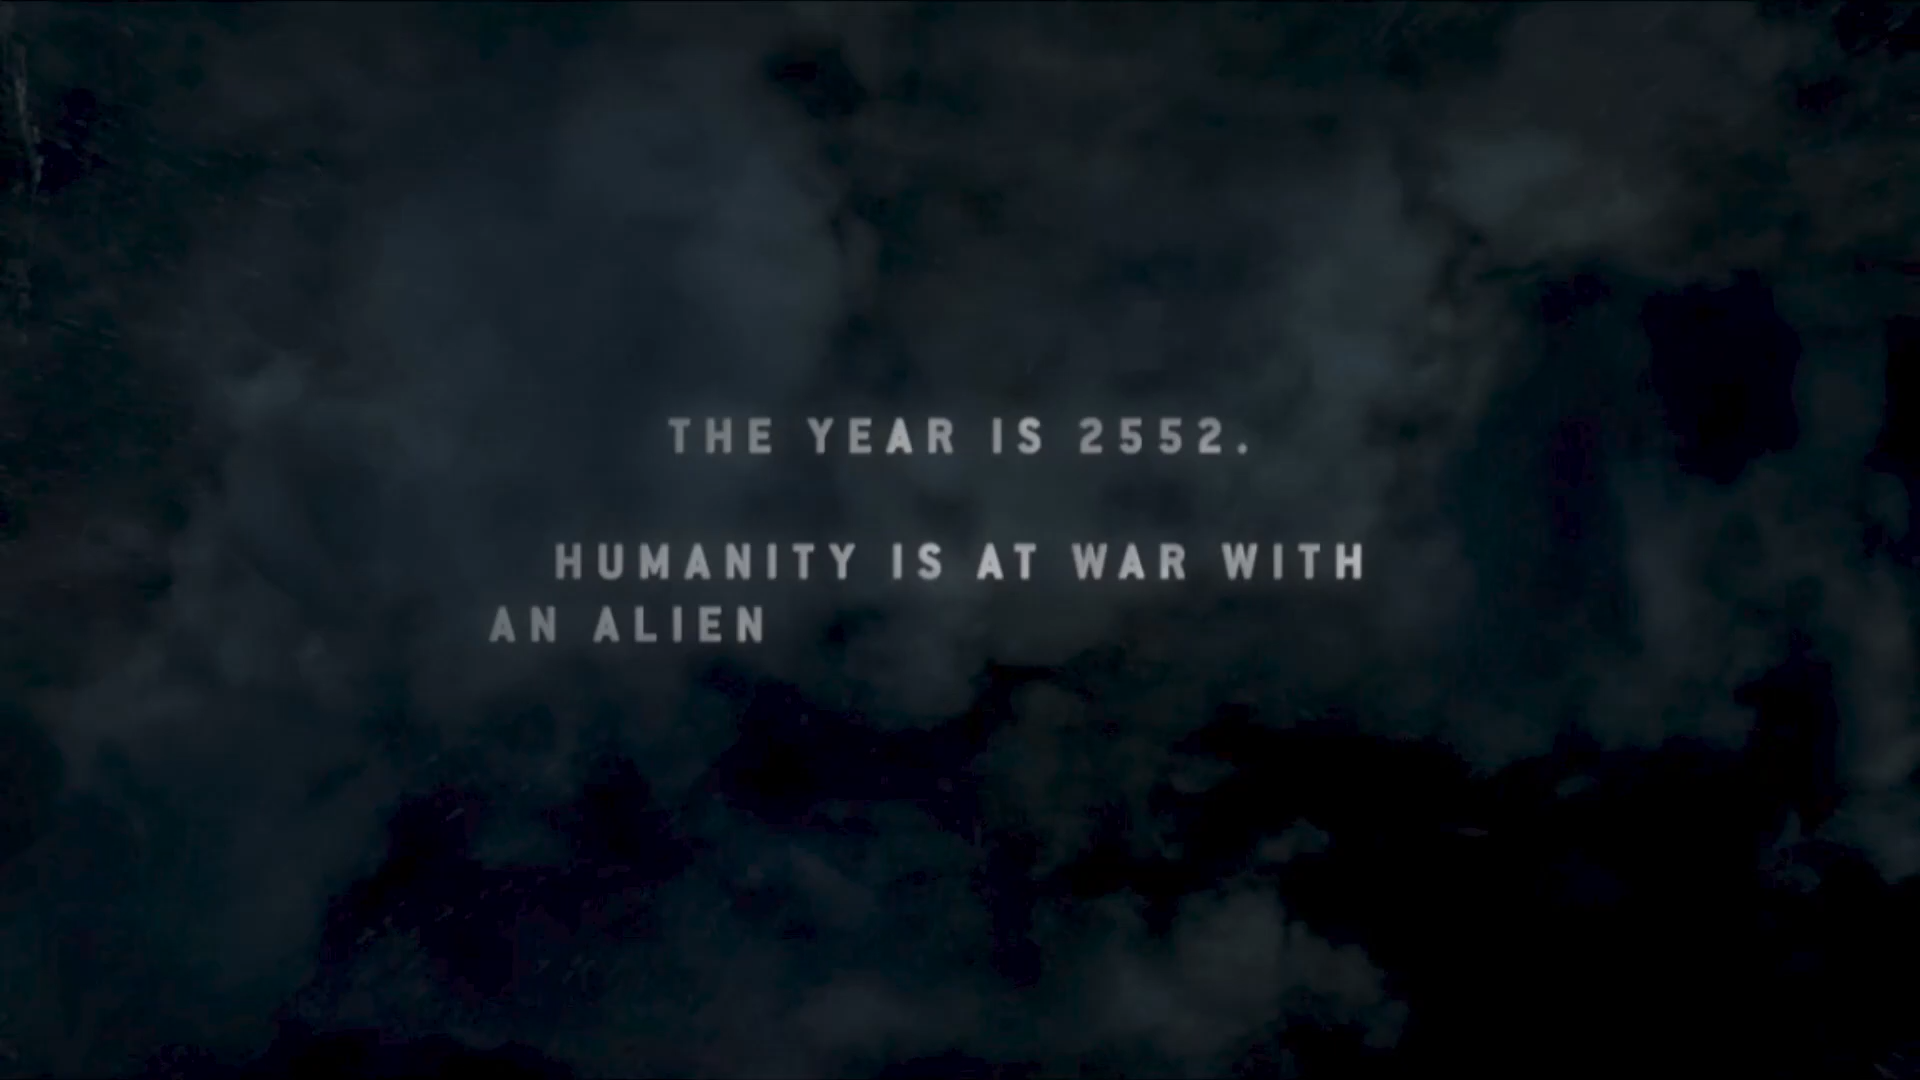 THE YEAR IS 2552.
HUMANITY IS AT WAR WITH
AN ALIEN